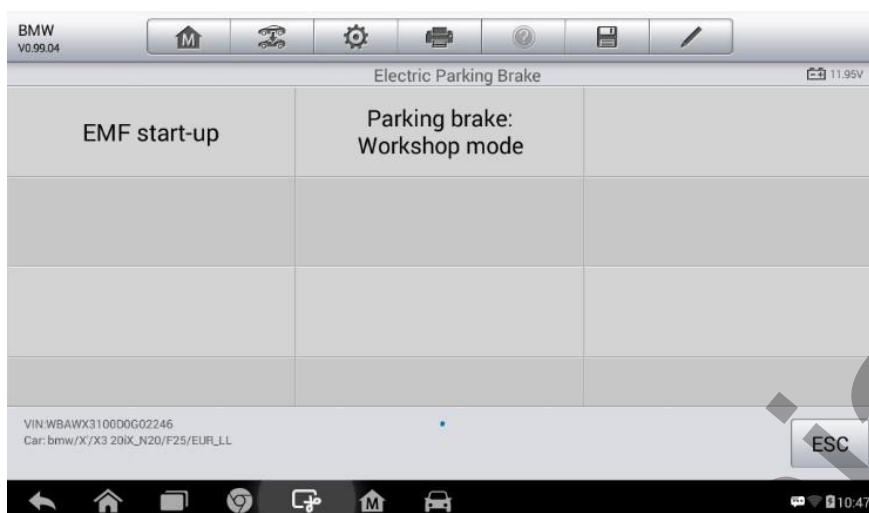 BMW
V0.99.04
Electric Parking Brake
11.95V
EMF start-up
Parking brake:
Workshop mode
VIN:WBAWX3100D0G02246
Car: bmw/X'/X3 20iX_N20/F25/EUR_LL
ESC
10:47